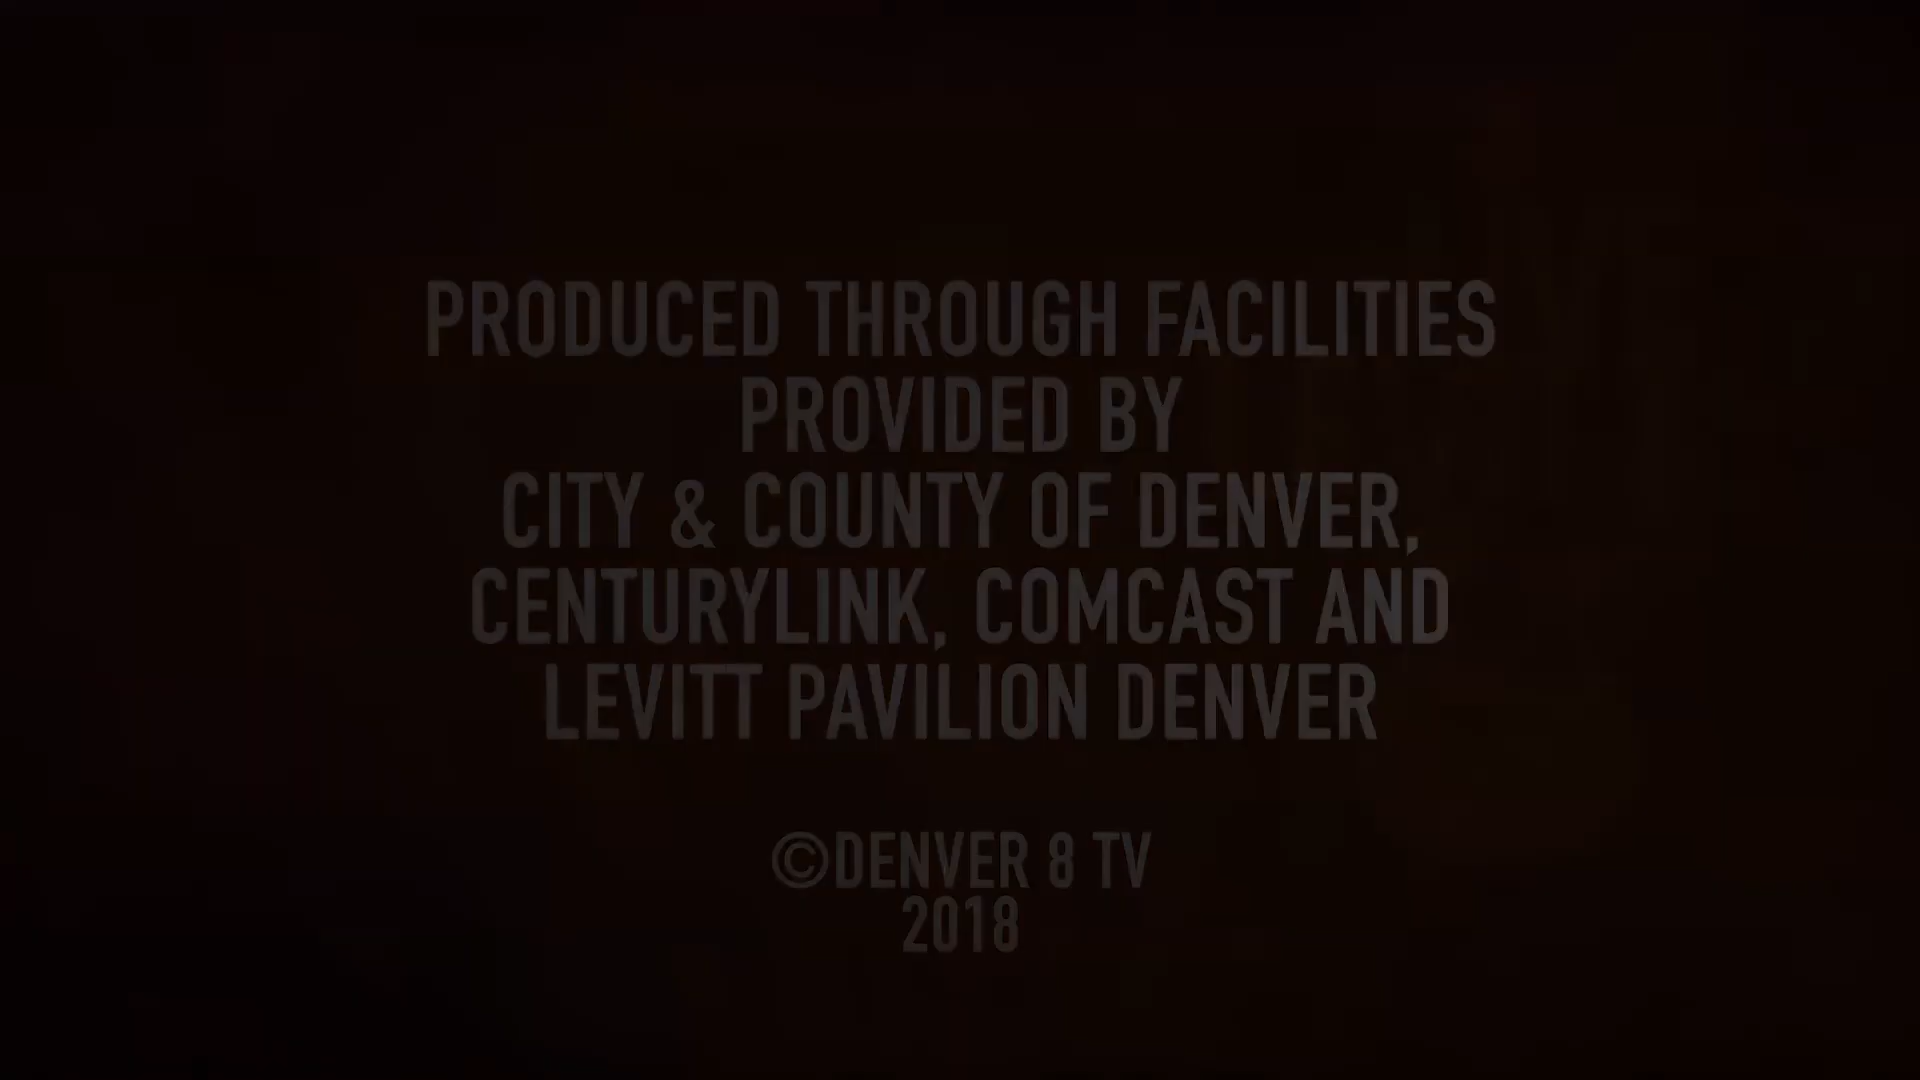 PRODUCED THROUGH FACILITIES
PROVIDED BY
CITY & COUNTY OF DENVER,
CENTURYLINK, COMCAST AND
LEVITT PAVILION DENVER
©DENVER 8 TV
2018